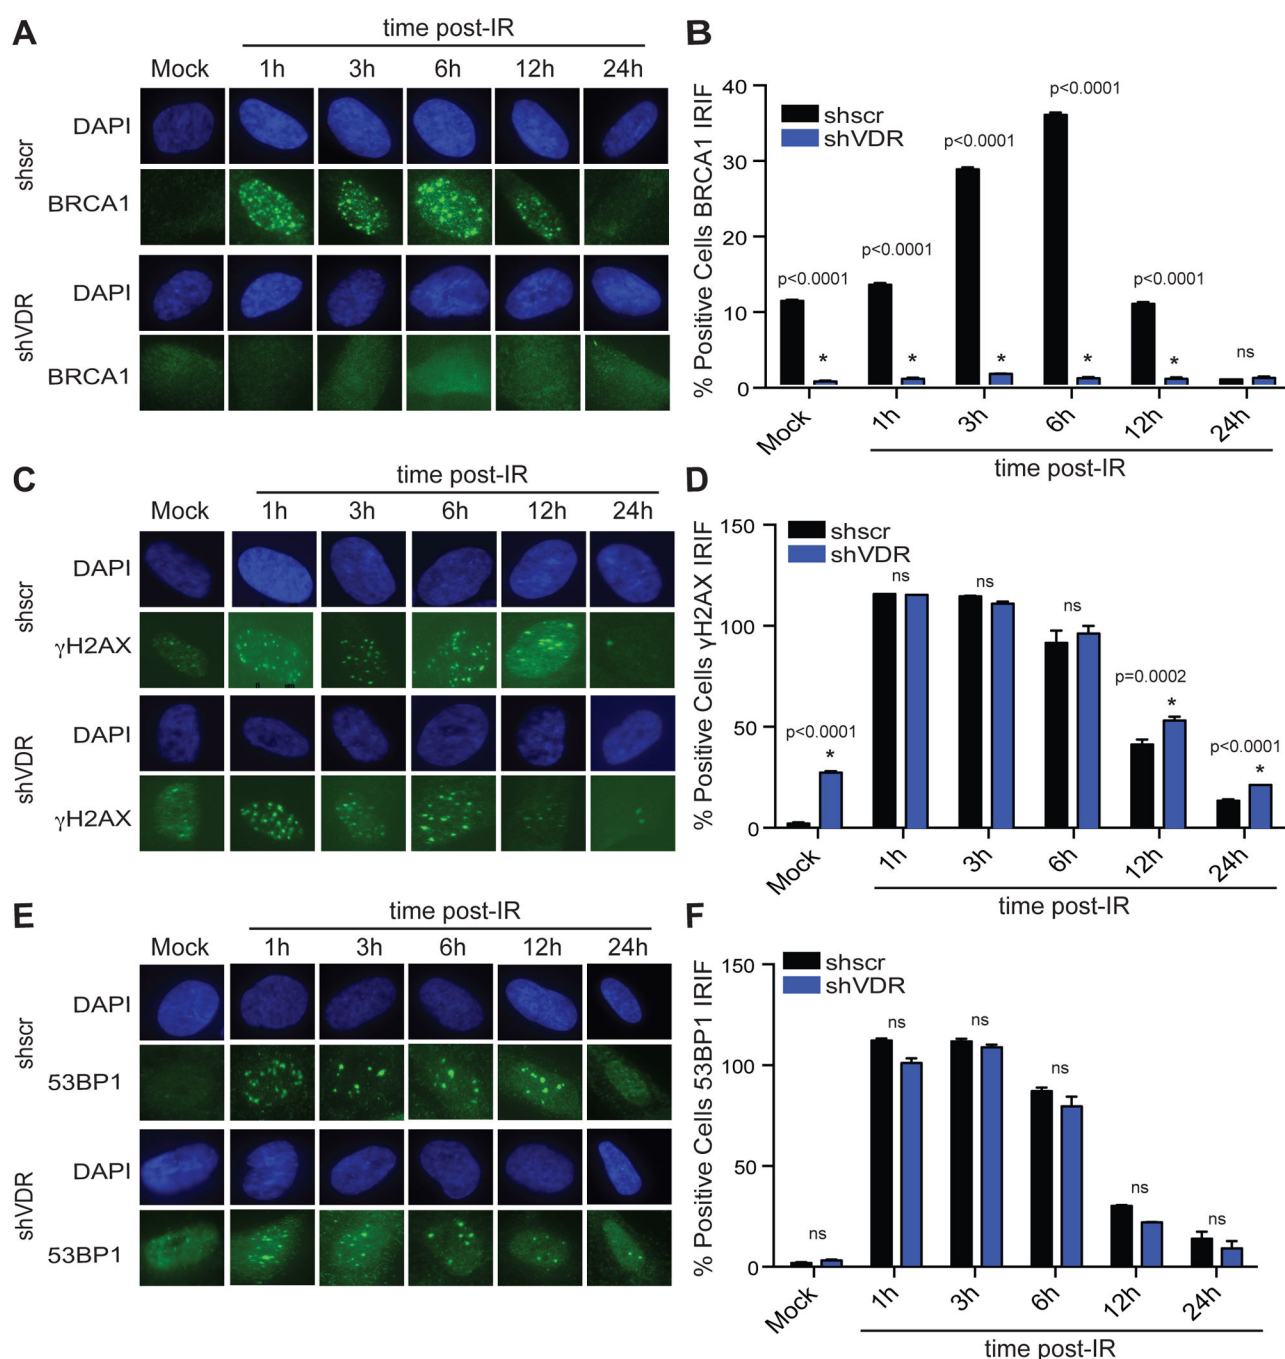 A
time post-IR
Mock 1h 3h 6h 12h 24h
shscr
DAPI
BRCA1
shVDR
DAPI
BRCA1
B
% Positive Cells BRCA1 IRIF
40
30
20
10
0
shscr
shVDR
p<0.0001
p<0.0001
p<0.0001
p<0.0001
p<0.0001
ns
* * * * *
Mock 1h 3h 6h 12h 24h
time post-IR
C
time post-IR
Mock 1h 3h 6h 12h 24h
shscr
DAPI
γH2AX
shVDR
DAPI
γH2AX
D
% Positive Cells γH2AX IRIF
150
100
50
0
shscr
shVDR
p<0.0001
*
ns
ns
ns
p=0.0002
*
p<0.0001
*
Mock 1h 3h 6h 12h 24h
time post-IR
E
time post-IR
Mock 1h 3h 6h 12h 24h
shscr
DAPI
53BP1
shVDR
DAPI
53BP1
F
% Positive Cells 53BP1 IRIF
150
100
50
0
shscr
shVDR
ns
ns
ns
ns
ns
ns
Mock 1h 3h 6h 12h 24h
time post-IR